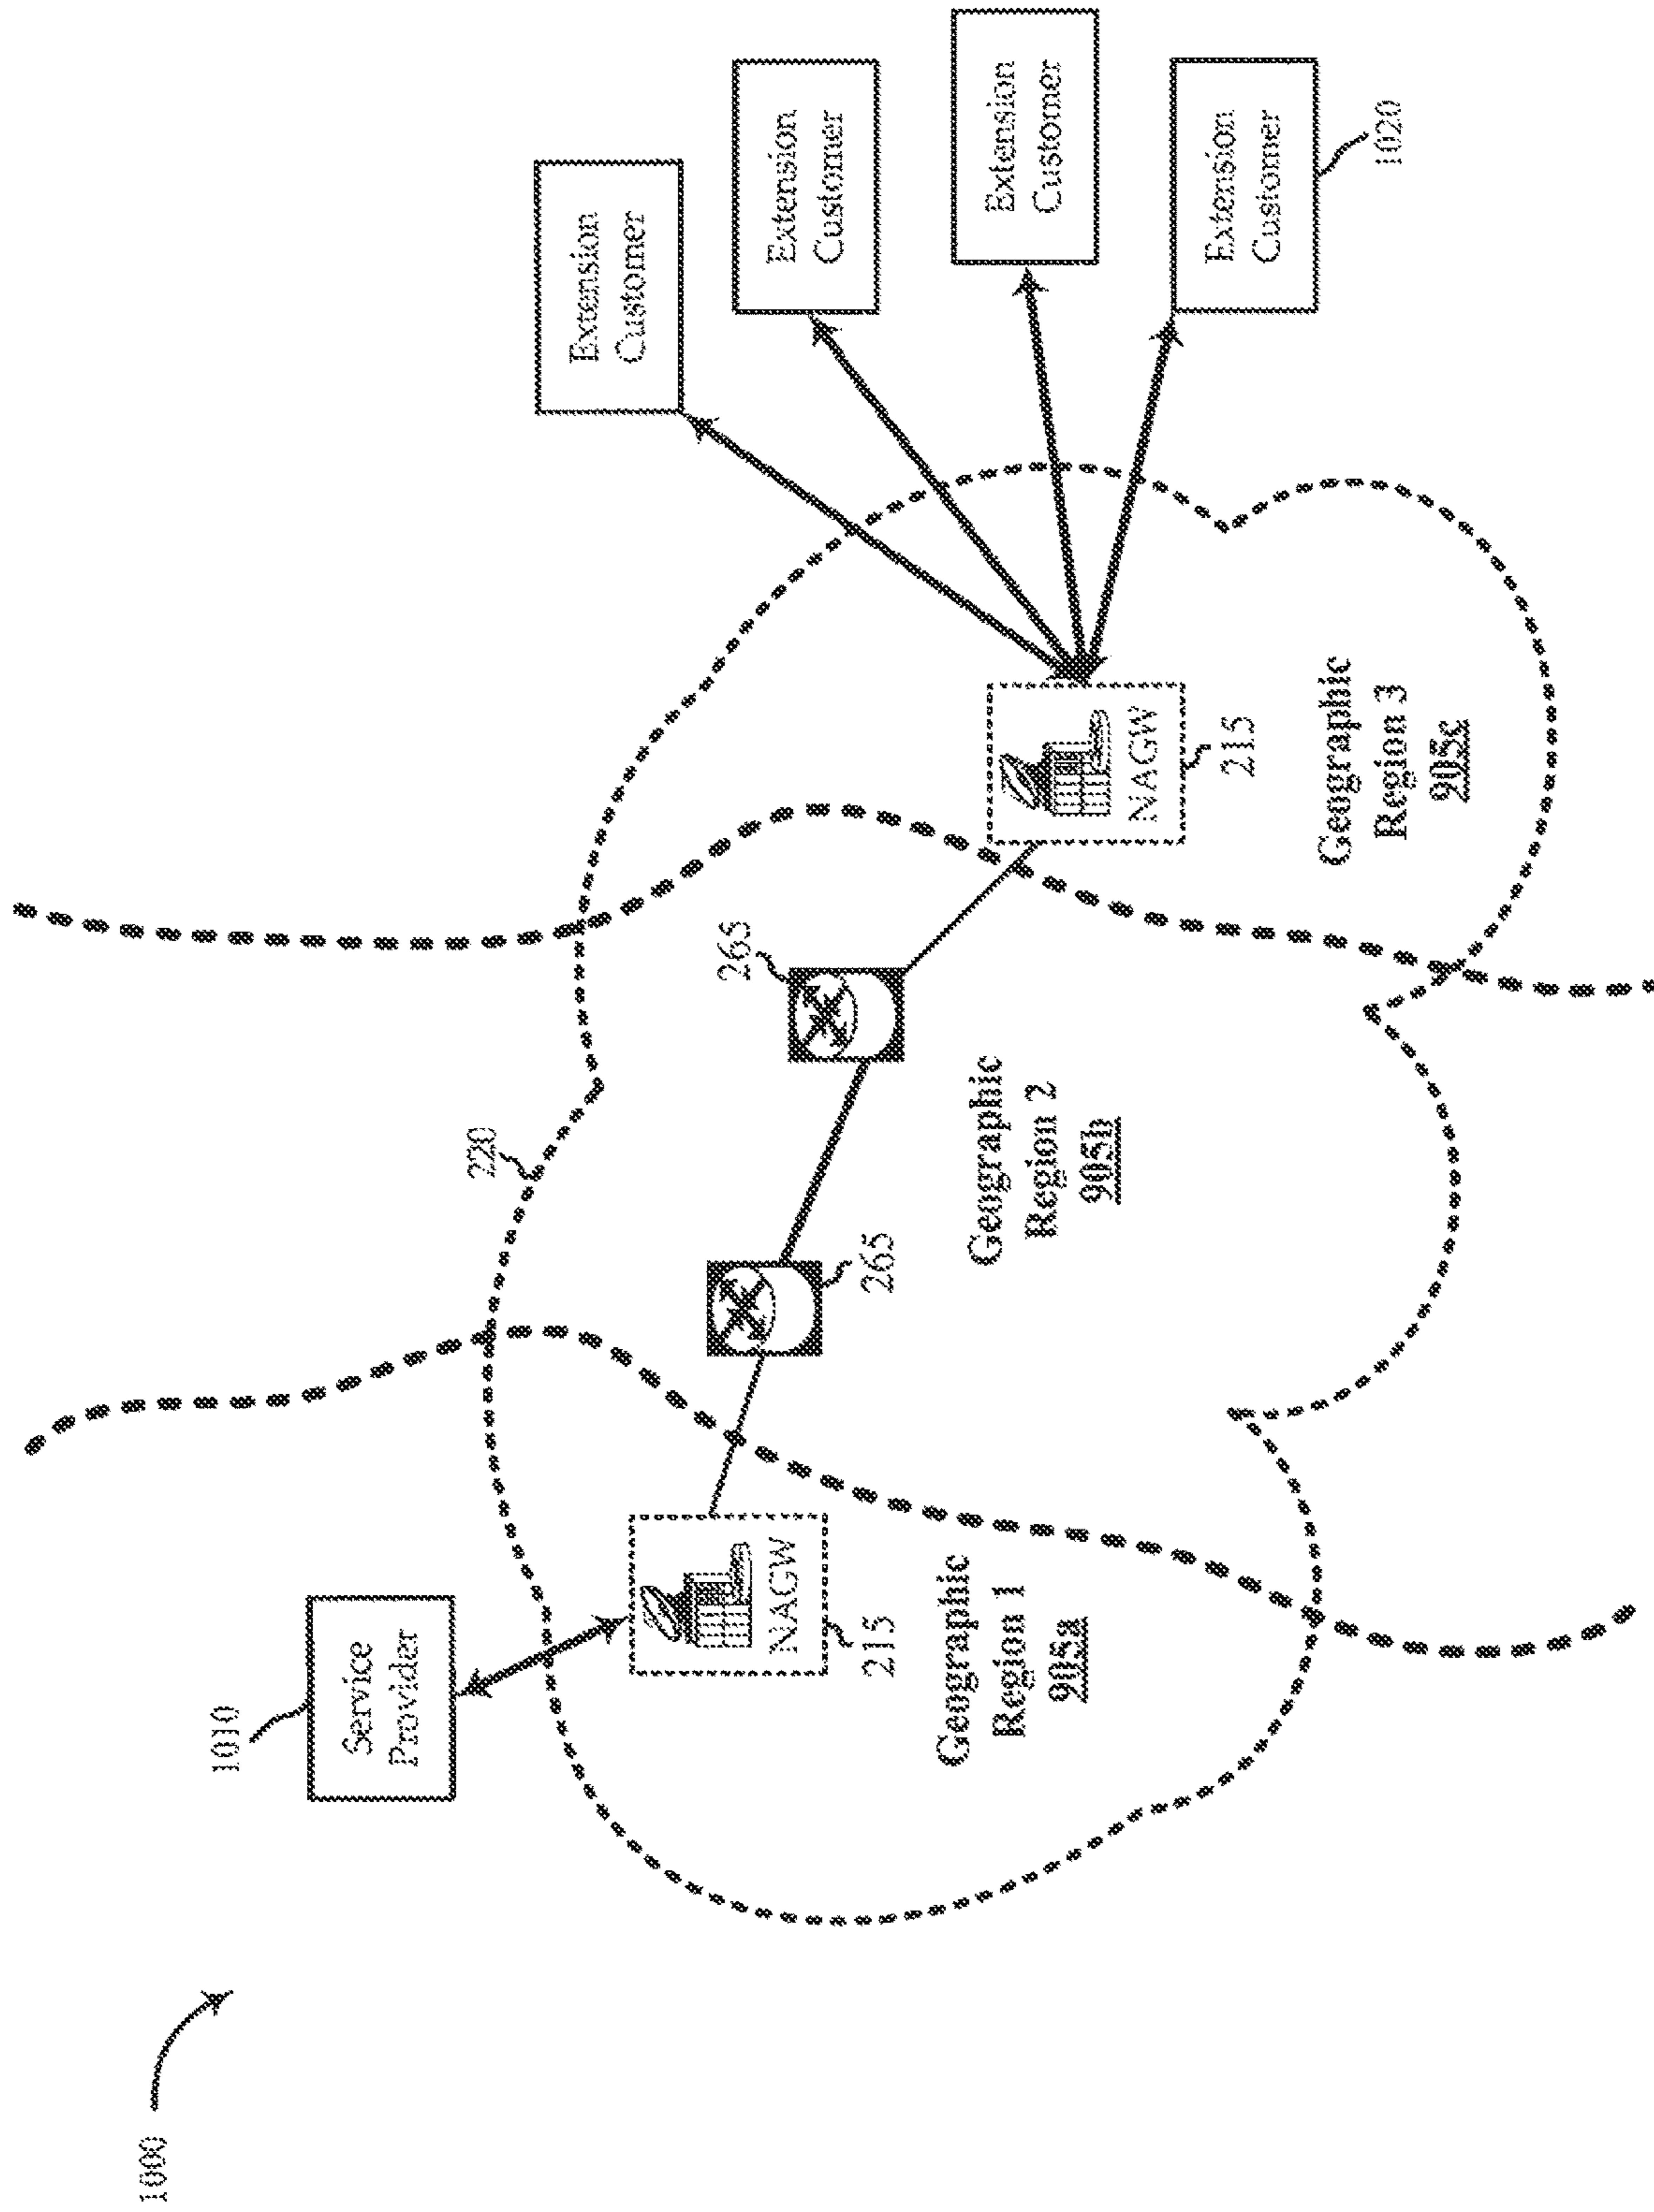 1000
1010
Service
Provider
220
Extension
Customer
Extension
Customer
Extension
Customer
Extension
Customer
1020
NAGW
215
265
265
NAGW
215
Geographic
Region 1
905a
Geographic
Region 2
905b
Geographic
Region 3
905c